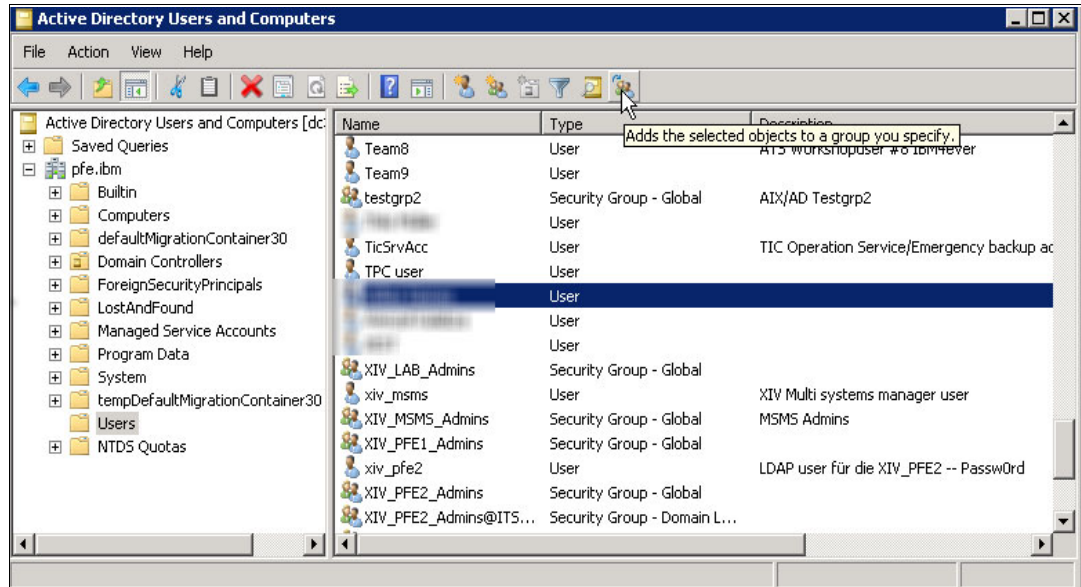 Active Directory Users and Computers
File Action View Help
Active Directory Users and Computers [dc:
Saved Queries
pfe.ibm
Builtin
Computers
defaultMigrationContainer30
Domain Controllers
ForeignSecurityPrincipals
LostAndFound
Managed Service Accounts
Program Data
System
tempDefaultMigrationContainer30
Users
NTDS Quotas
Name Type Description
Adds the selected objects to a group you specify.
Team8 User ATS Workshopuser #8 IBM4ever
Team9 User
testgrp2 Security Group - Global AIX/AD Testgrp2
User
TicSrvAcc User TIC Operation Service/Emergency backup ac
TPC user User
User
User
User
XIV_LAB_Admins Security Group - Global
xiv_msms User XIV Multi systems manager user
XIV_MSMS_Admins Security Group - Global MSMS Admins
XIV_PFE1_Admins Security Group - Global
xiv_pfe2 User LDAP user für die XIV_PFE2 -- Passw0rd
XIV_PFE2_Admins Security Group - Global
XIV_PFE2_Admins@ITS... Security Group - Domain L...